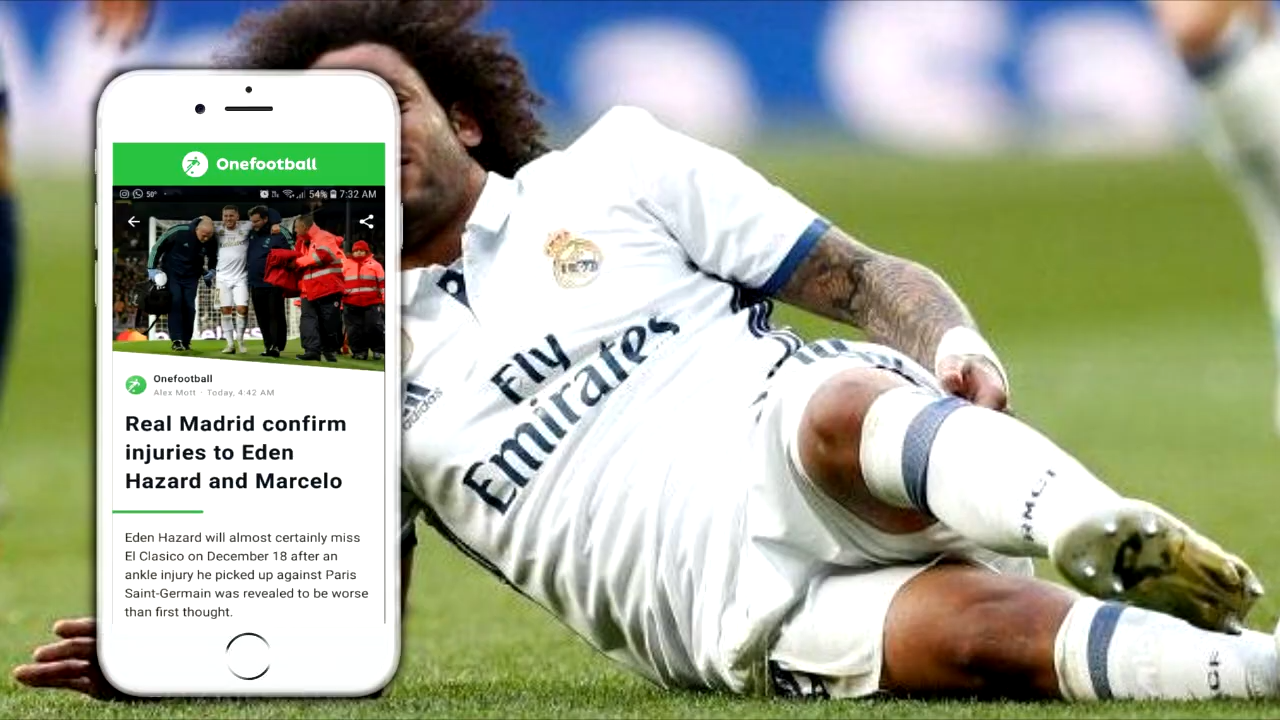 Onefootball
50°
54% 7:32 AM
Onefootball
Alex Mott · Today, 4:42 AM
Real Madrid confirm
injuries to Eden
Hazard and Marcelo
Eden Hazard will almost certainly miss
El Clasico on December 18 after an
ankle injury he picked up against Paris
Saint-Germain was revealed to be worse
than first thought.
Fly
Emirates
adidas